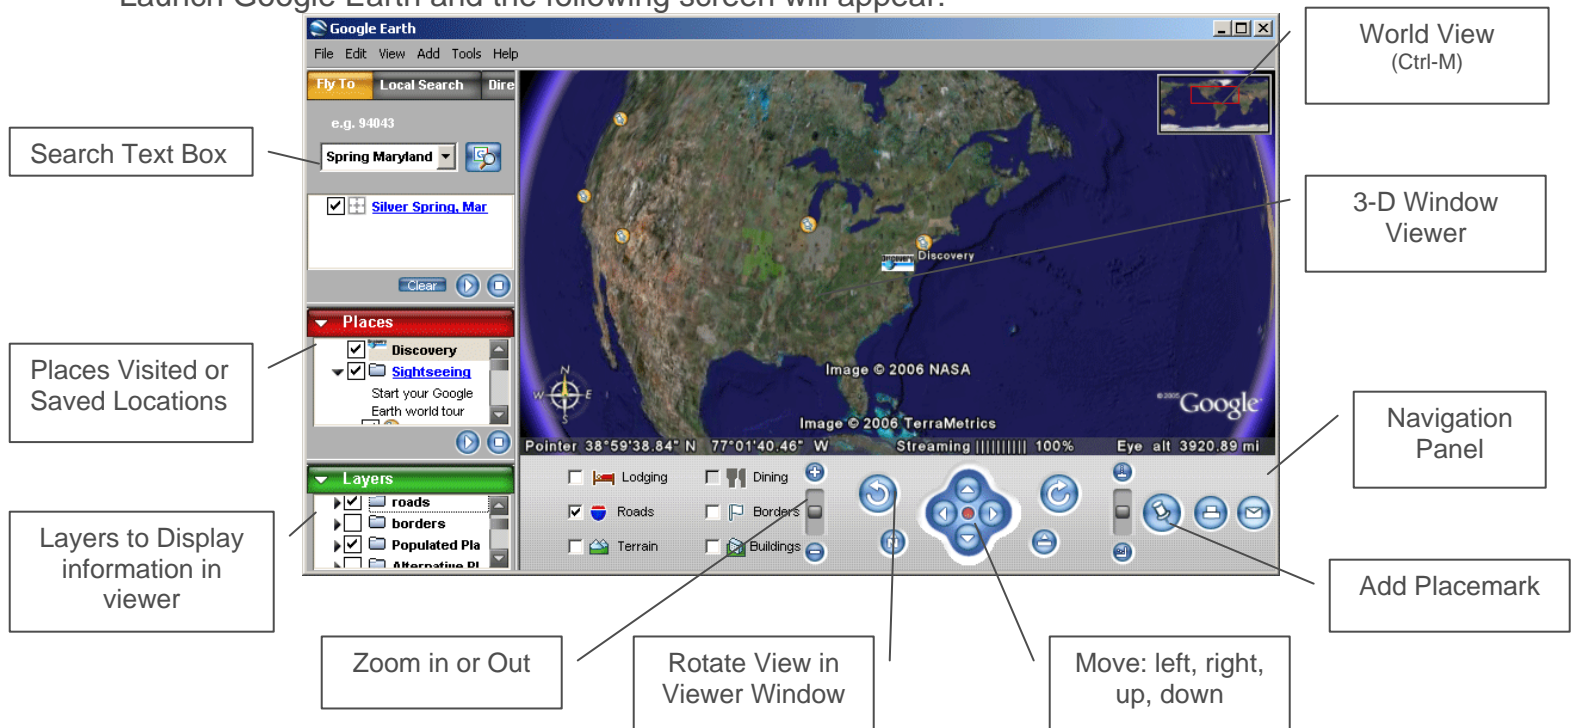 Launch Google Earth and the following screen will appear:
Google Earth
File Edit View Add Tools Help
Fly To Local Search Dire
e.g. 94043
Spring Maryland
Silver Spring, Mar
Clear
Places
Discovery
Sightseeing
Start your Google
Earth world tour
Layers
roads
borders
Populated Pla
Discovery
Discovery
N
W E
S
Image © 2006 NASA
Image © 2006 TerraMetrics
©2005 Google
Pointer 38°59'38.84" N 77°01'40.46" W Streaming |||||||||| 100% Eye alt 3920.89 mi
Lodging Dining
Roads Borders
Terrain Buildings
N
Search Text Box
Places Visited or
Saved Locations
Layers to Display
information in
viewer
Zoom in or Out
Rotate View in
Viewer Window
Move: left, right,
up, down
World View
(Ctrl-M)
3-D Window
Viewer
Navigation
Panel
Add Placemark